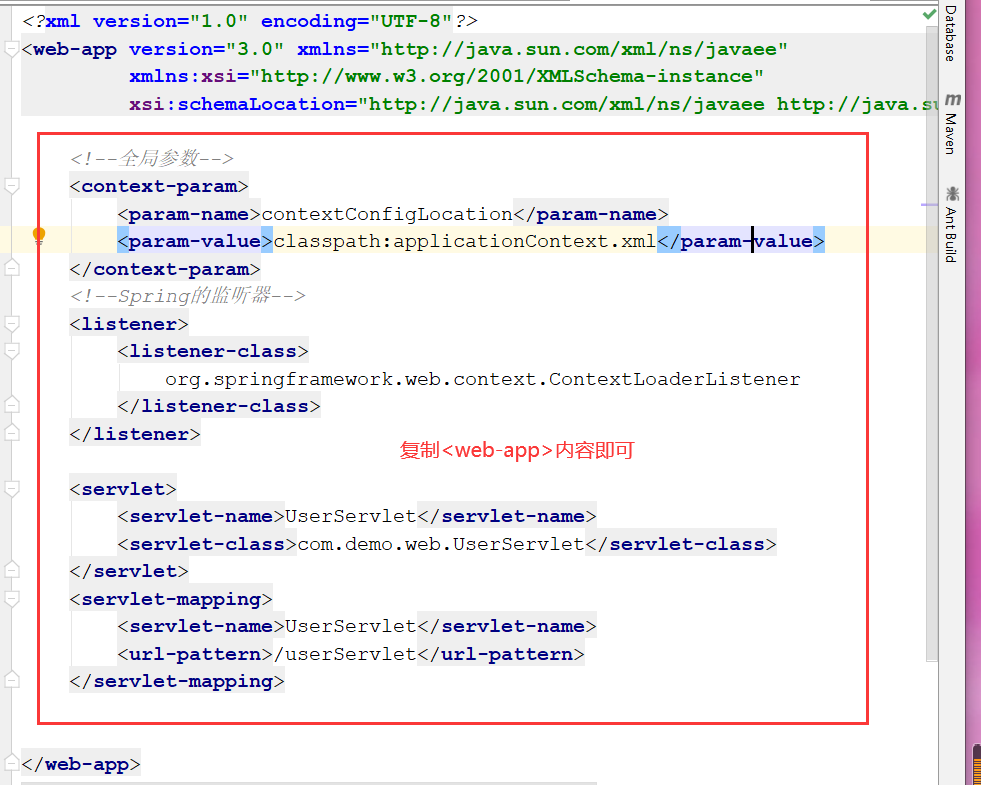 <?xml version="1.0" encoding="UTF-8"?>
<web-app version="3.0" xmlns="http://java.sun.com/xml/ns/javaee"
xmlns:xsi="http://www.w3.org/2001/XMLSchema-instance"
xsi:schemaLocation="http://java.sun.com/xml/ns/javaee http://java.su
<!--全局参数-->
<context-param>
<param-name>contextConfigLocation</param-name>
<param-value>classpath:applicationContext.xml</param-value>
</context-param>
<!--Spring的监听器-->
<listener>
<listener-class>
org.springframework.web.context.ContextLoaderListener
</listener-class>
</listener>
复制<web-app>内容即可
<servlet>
<servlet-name>UserServlet</servlet-name>
<servlet-class>com.demo.web.UserServlet</servlet-class>
</servlet>
<servlet-mapping>
<servlet-name>UserServlet</servlet-name>
<url-pattern>/userServlet</url-pattern>
</servlet-mapping>
</web-app>
Database
m Maven
Ant Build